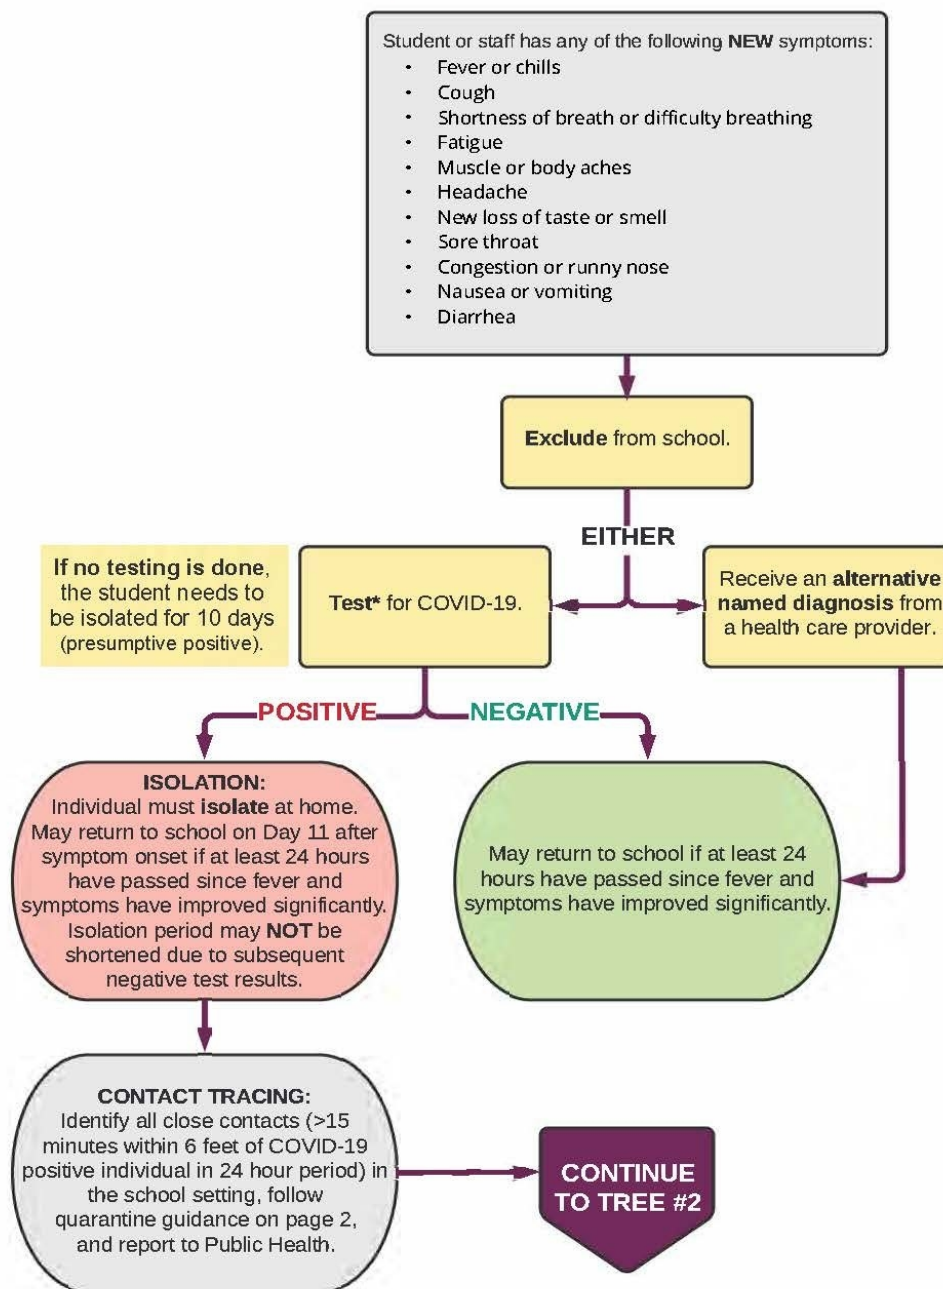 Student or staff has any of the following NEW symptoms:
• Fever or chills
• Cough
• Shortness of breath or difficulty breathing
• Fatigue
• Muscle or body aches
• Headache
• New loss of taste or smell
• Sore throat
• Congestion or runny nose
• Nausea or vomiting
• Diarrhea
Exclude from school.
EITHER
If no testing is done,
the student needs to
be isolated for 10 days
(presumptive positive).
Test* for COVID-19.
Receive an alternative
named diagnosis from
a health care provider.
POSITIVE
NEGATIVE
ISOLATION:
Individual must isolate at home.
May return to school on Day 11 after
symptom onset if at least 24 hours
have passed since fever and
symptoms have improved significantly.
Isolation period may NOT be
shortened due to subsequent
negative test results.
May return to school if at least 24
hours have passed since fever and
symptoms have improved significantly.
CONTACT TRACING:
Identify all close contacts (>15
minutes within 6 feet of COVID-19
positive individual in 24 hour period) in
the school setting, follow
quarantine guidance on page 2,
and report to Public Health.
CONTINUE
TO TREE #2